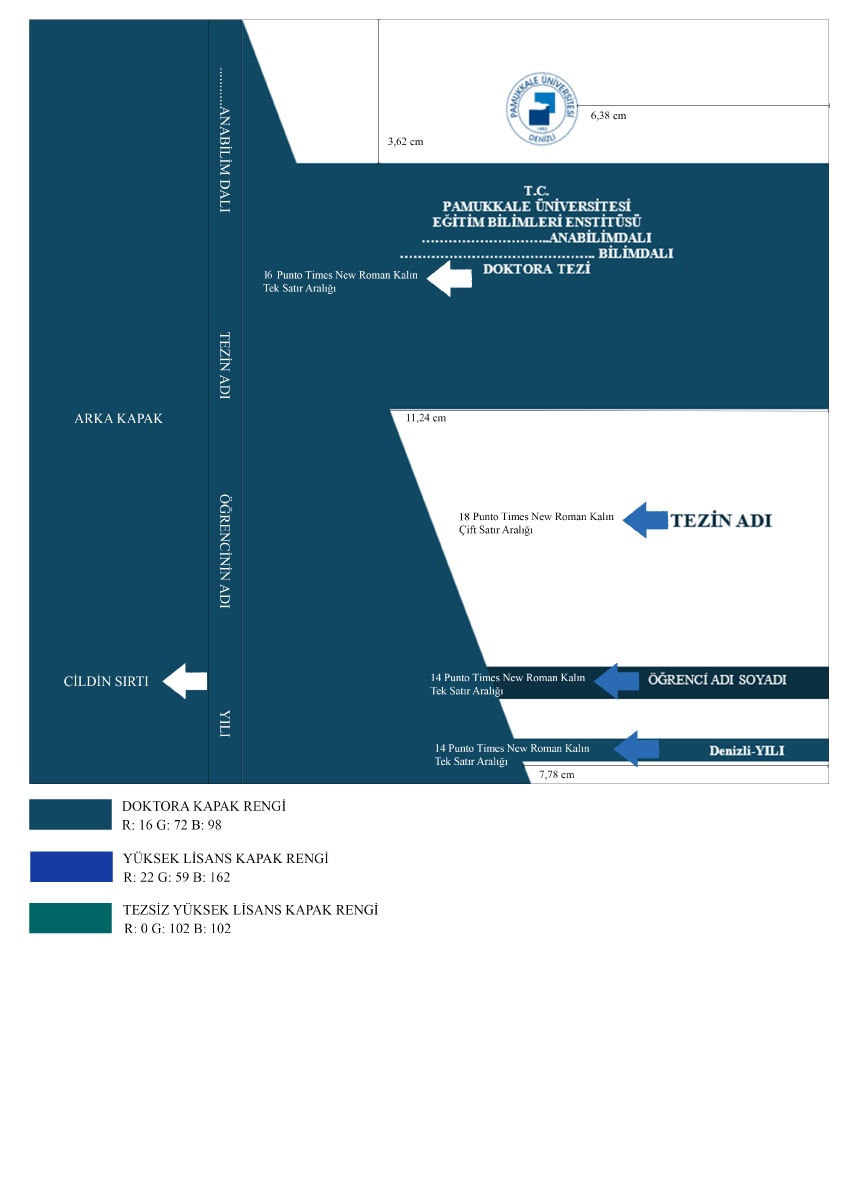 ...........ANABİLİM DALI
TEZİN ADI
ÖĞRENCİNİN ADI
YILI
ARKA KAPAK
CİLDİN SIRTI
PAMUKKALE ÜNİVERSİTESİ
1992
DENİZLİ
6,38 cm
3,62 cm
T.C.
PAMUKKALE ÜNİVERSİTESİ
EĞİTİM BİLİMLERİ ENSTİTÜSÜ
………………………..ANABİLİMDALI
…………………………………….. BİLİMDALI
DOKTORA TEZİ
16 Punto Times New Roman Kalın
Tek Satır Aralığı
11,24 cm
18 Punto Times New Roman Kalın
Çift Satır Aralığı
TEZİN ADI
14 Punto Times New Roman Kalın
Tek Satır Aralığı
ÖĞRENCİ ADI SOYADI
14 Punto Times New Roman Kalın
Tek Satır Aralığı
Denizli-YILI
7,78 cm
DOKTORA KAPAK RENGİ
R: 16 G: 72 B: 98
YÜKSEK LİSANS KAPAK RENGİ
R: 22 G: 59 B: 162
TEZSİZ YÜKSEK LİSANS KAPAK RENGİ
R: 0 G: 102 B: 102